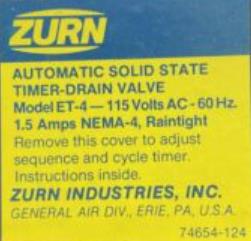 ZURN
AUTOMATIC SOLID STATE
TIMER-DRAIN VALVE
Model ET-4 — 115 Volts AC - 60 Hz.
1.5 Amps NEMA-4, Raintight
Remove this cover to adjust
sequence and cycle timer.
Instructions inside.
ZURN INDUSTRIES, INC.
GENERAL AIR DIV., ERIE, PA, U.S.A.
74654-124